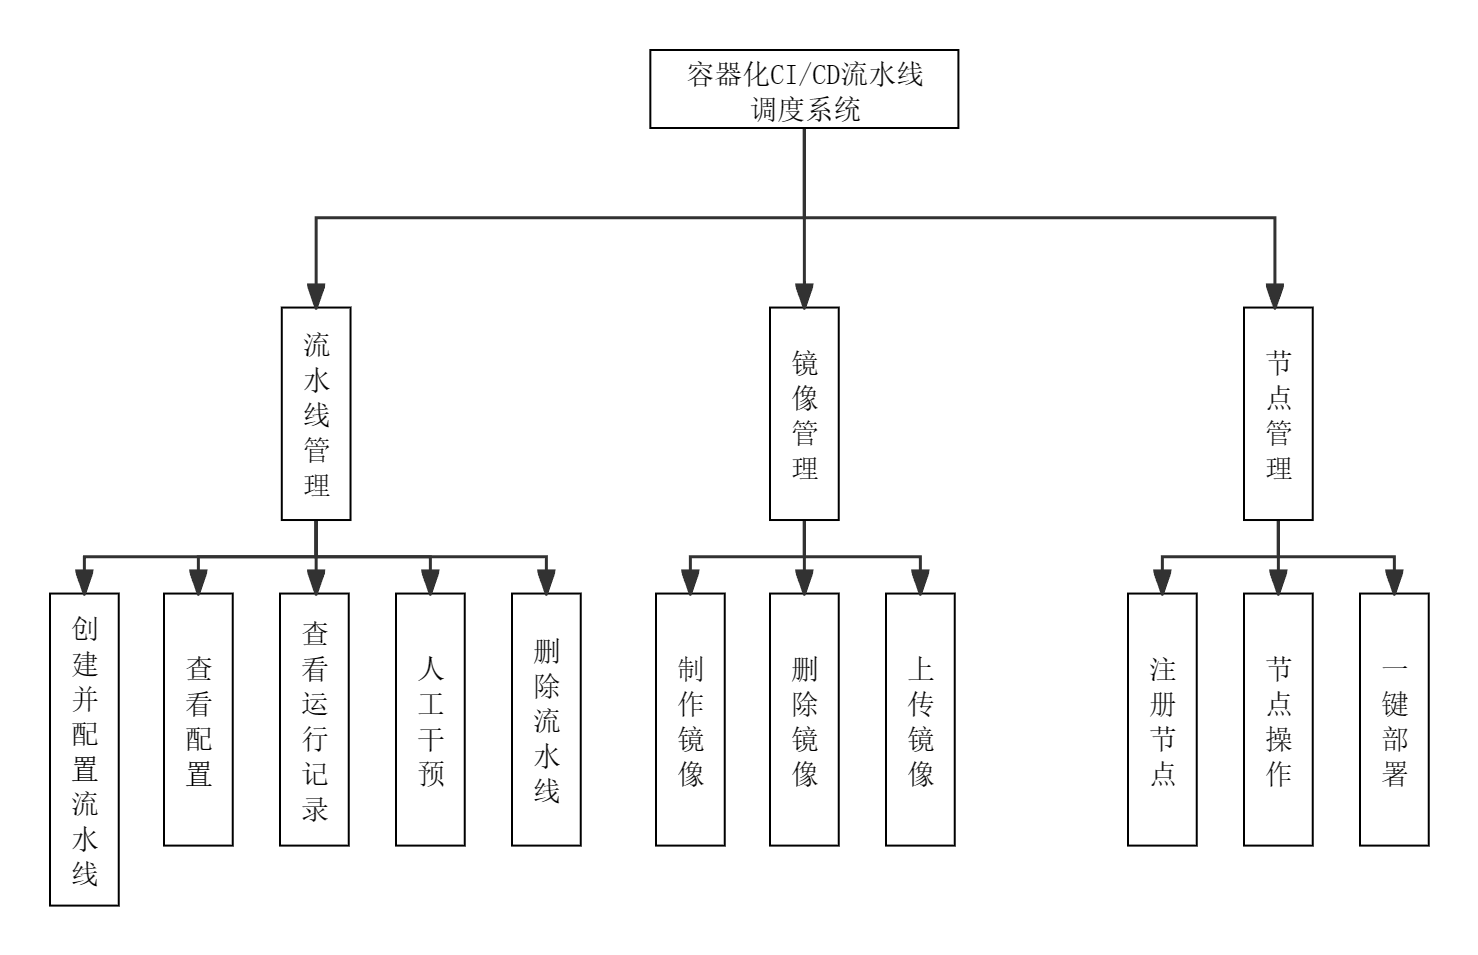 容器化CI/CD流水线
调度系统
流水线管理
镜像管理
节点管理
创建并配置流水线
查看配置
查看运行记录
人工干预
删除流水线
制作镜像
删除镜像
上传镜像
注册节点
节点操作
一键部署